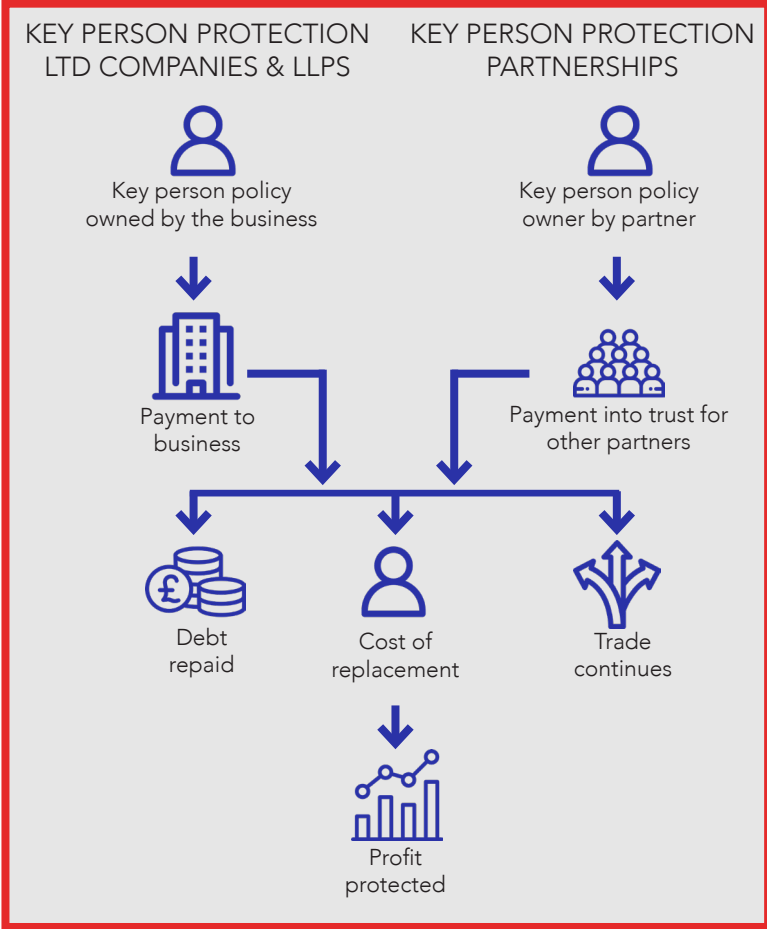 KEY PERSON PROTECTION
LTD COMPANIES & LLPS
KEY PERSON PROTECTION
PARTNERSHIPS
Key person policy
owned by the business
Key person policy
owner by partner
Payment to
business
Payment into trust for
other partners
£
Debt
repaid
Cost of
replacement
Trade
continues
Profit
protected